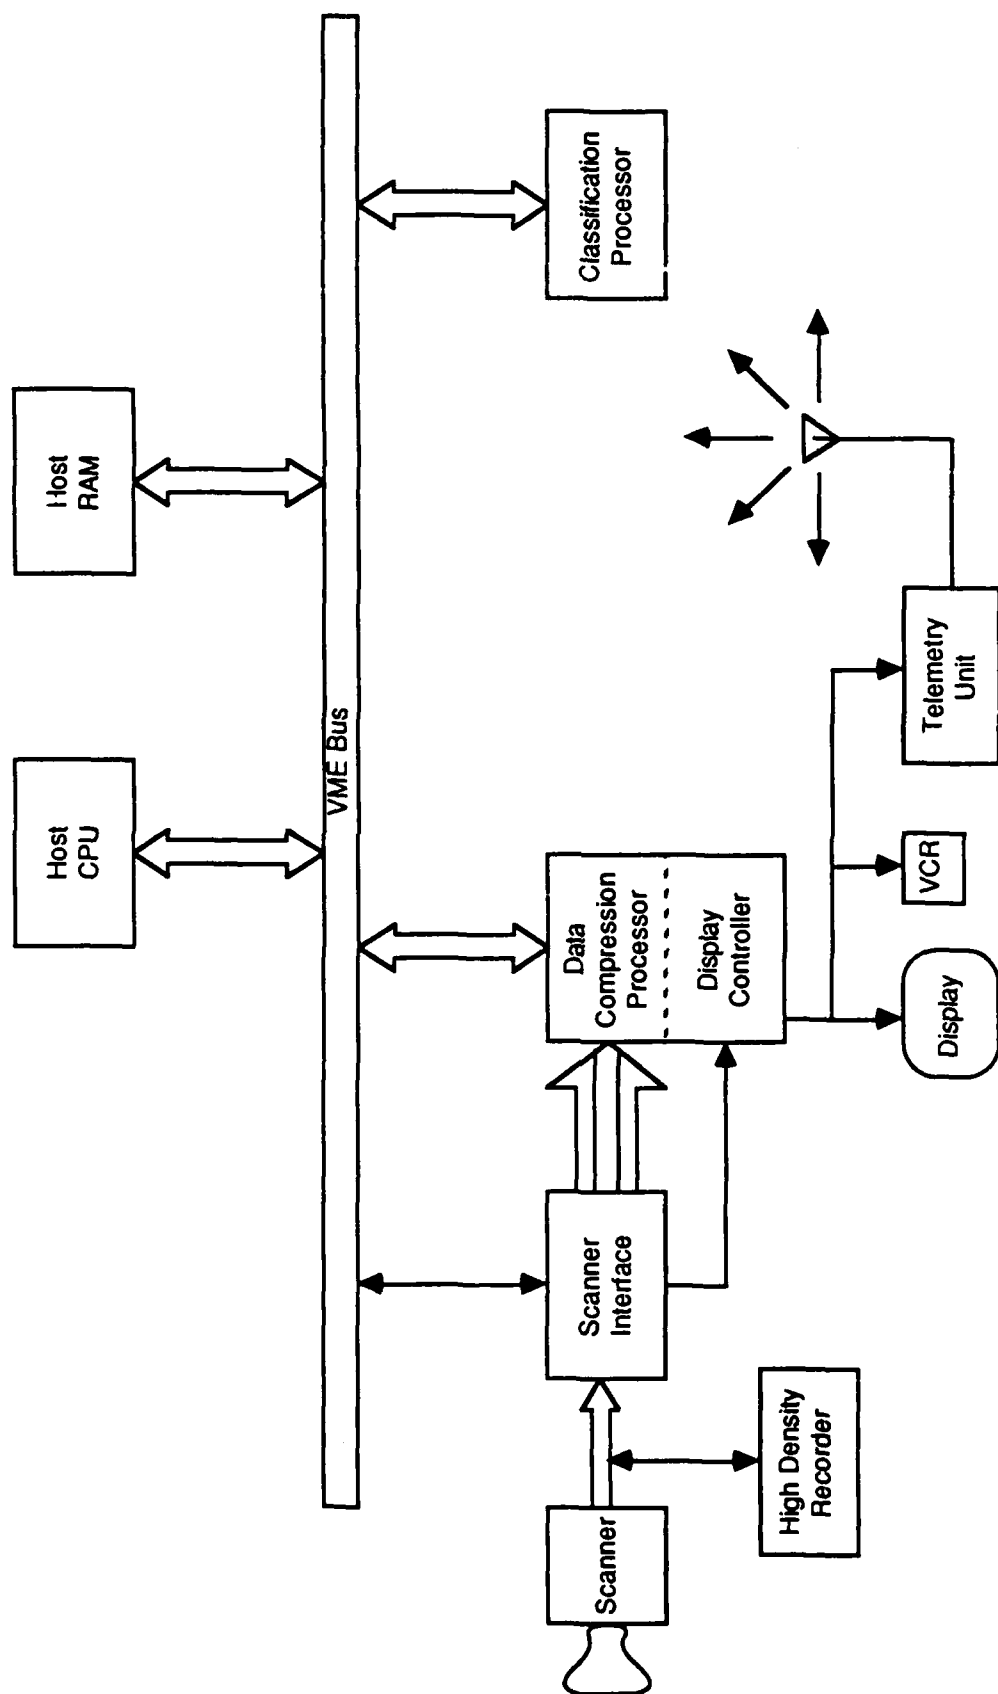 Host
CPU
Host
RAM
VME Bus
Scanner
Scanner
Interface
Data
Compression
Processor
Display
Controller
Classification
Processor
High Density
Recorder
Display
VCR
Telemetry
Unit